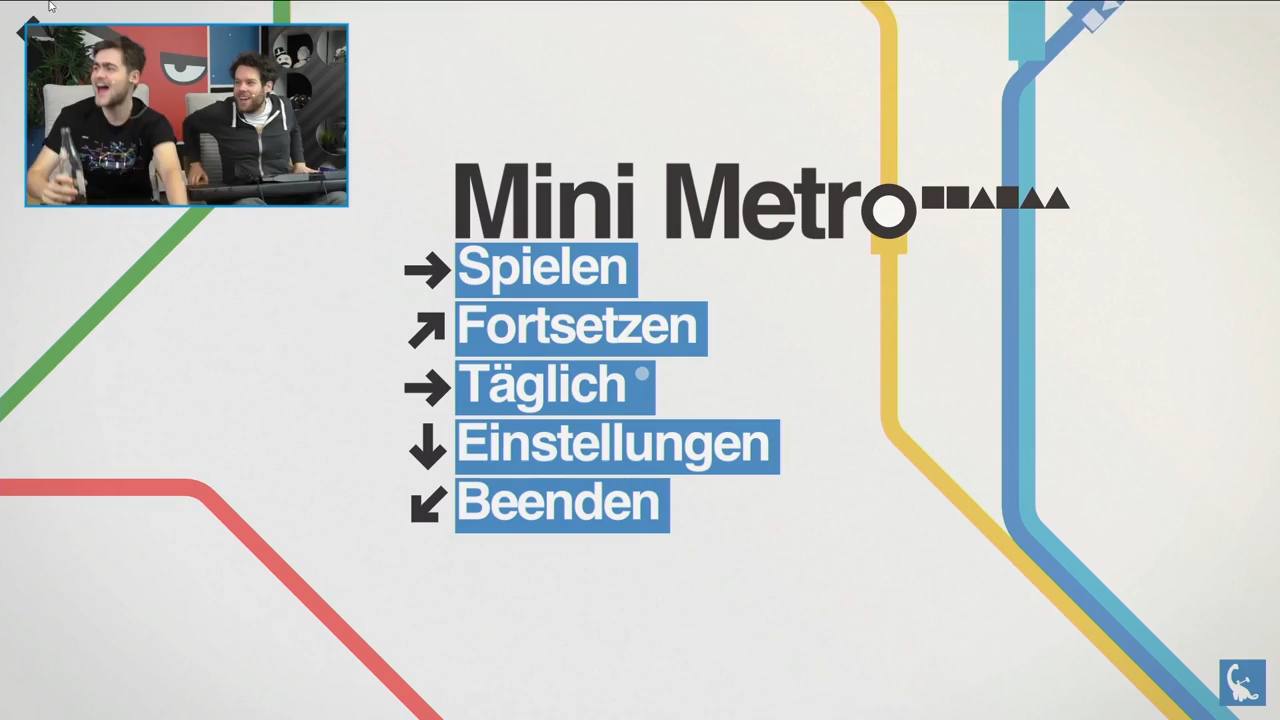 Mini Metro
Spielen
Fortsetzen
Täglich
Einstellungen
Beenden